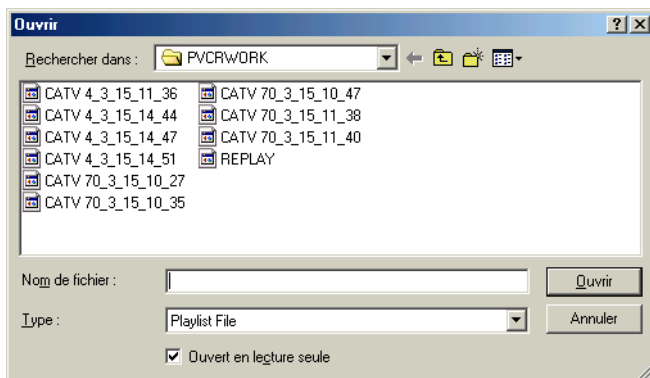 Ouvrir
Rechercher dans : PVCRWORK
CATV 4_3_15_11_36
CATV 4_3_15_14_44
CATV 4_3_15_14_47
CATV 4_3_15_14_51
CATV 70_3_15_10_27
CATV 70_3_15_10_35
CATV 70_3_15_10_47
CATV 70_3_15_11_38
CATV 70_3_15_11_40
REPLAY
Nom de fichier :
Ouvrir
Type : Playlist File
Annuler
Ouvert en lecture seule